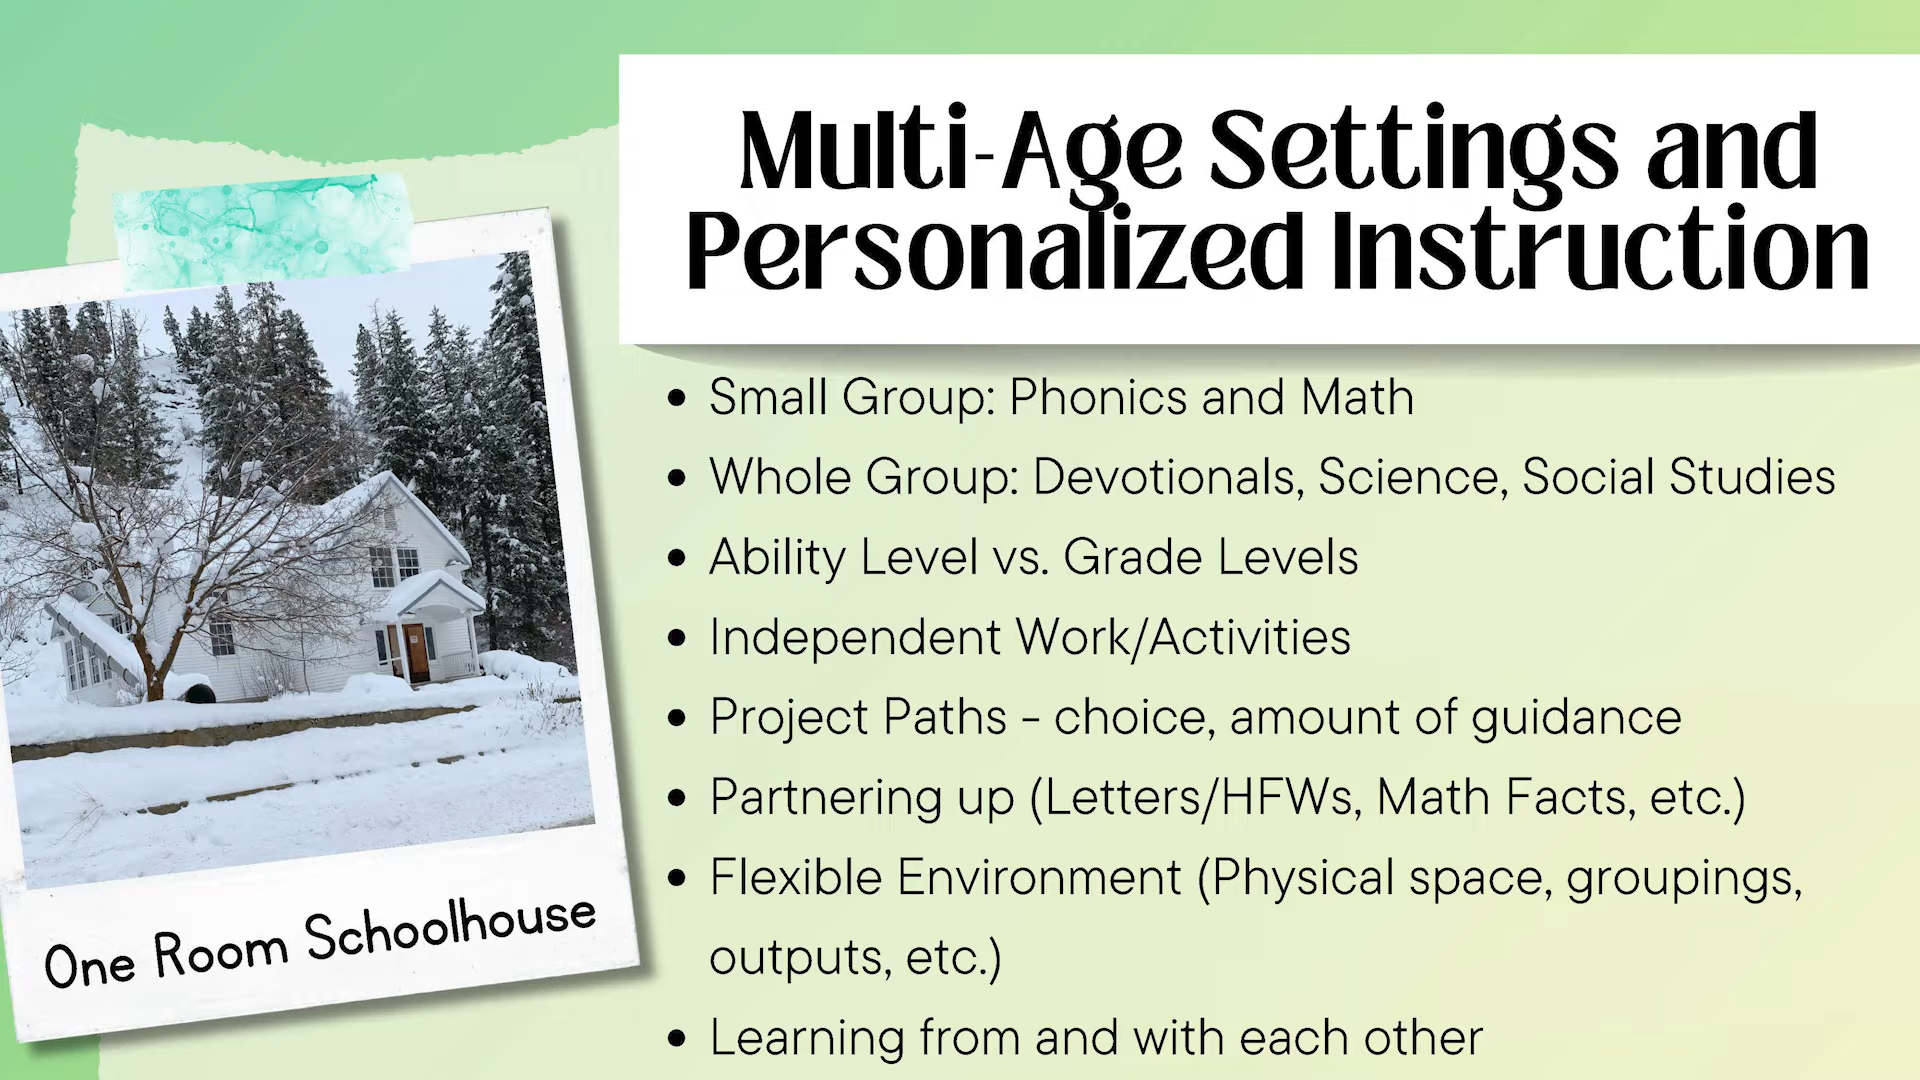 Multi-Age Settings and
Personalized Instruction
• Small Group: Phonics and Math
• Whole Group: Devotionals, Science, Social Studies
• Ability Level vs. Grade Levels
• Independent Work/Activities
• Project Paths - choice, amount of guidance
• Partnering up (Letters/HFWs, Math Facts, etc.)
• Flexible Environment (Physical space, groupings,
outputs, etc.)
• Learning from and with each other
One Room Schoolhouse